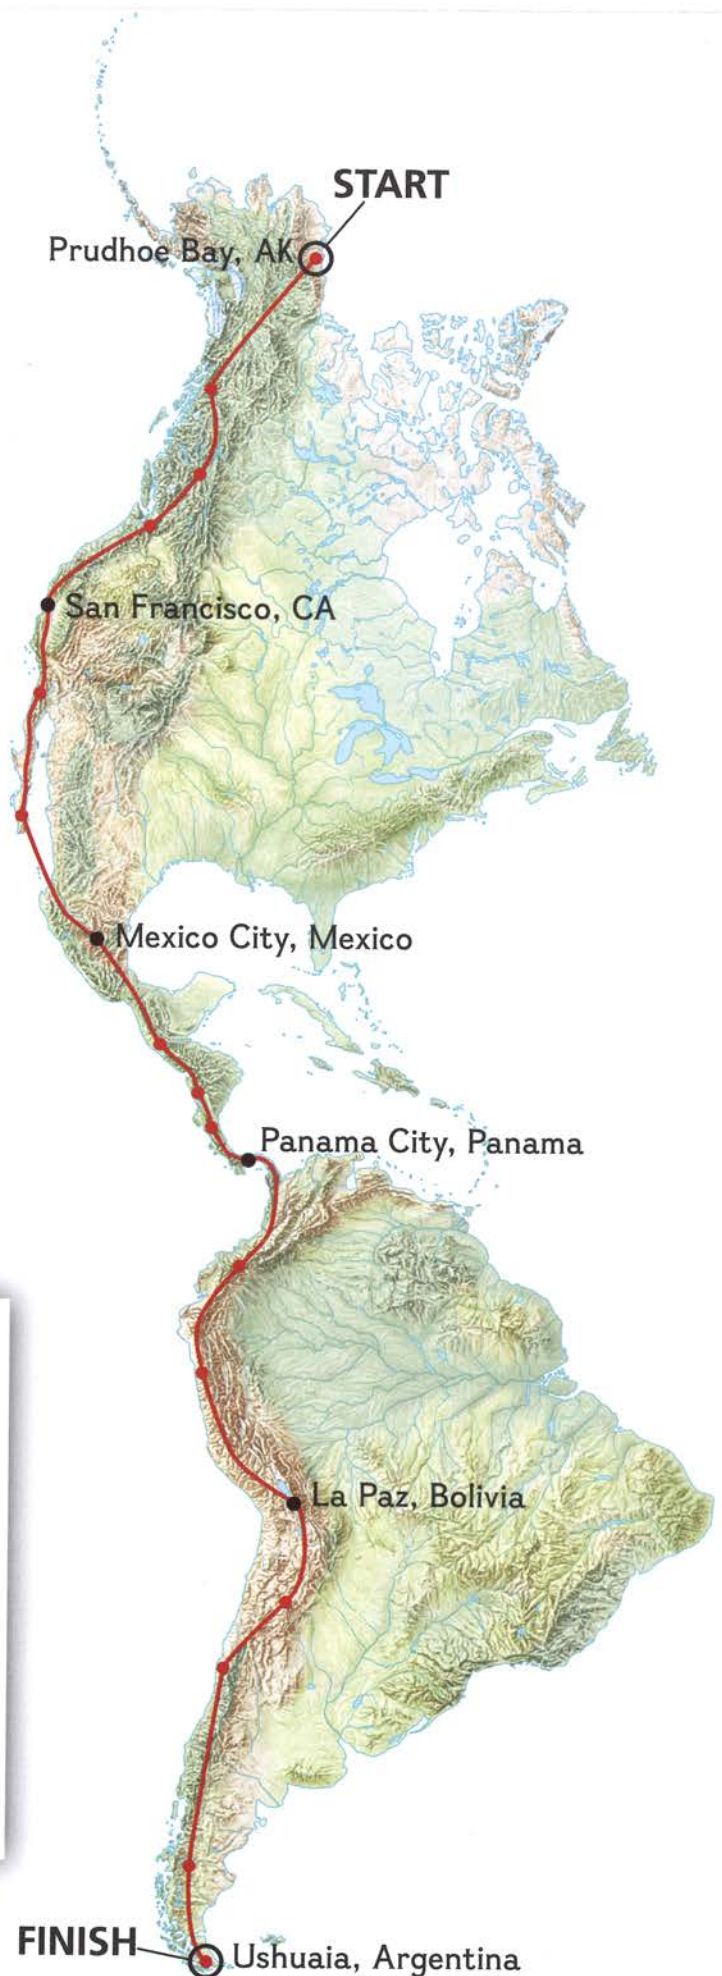 START
Prudhoe Bay, AK
San Francisco, CA
Mexico City, Mexico
Panama City, Panama
La Paz, Bolivia
FINISH
Ushuaia, Argentina